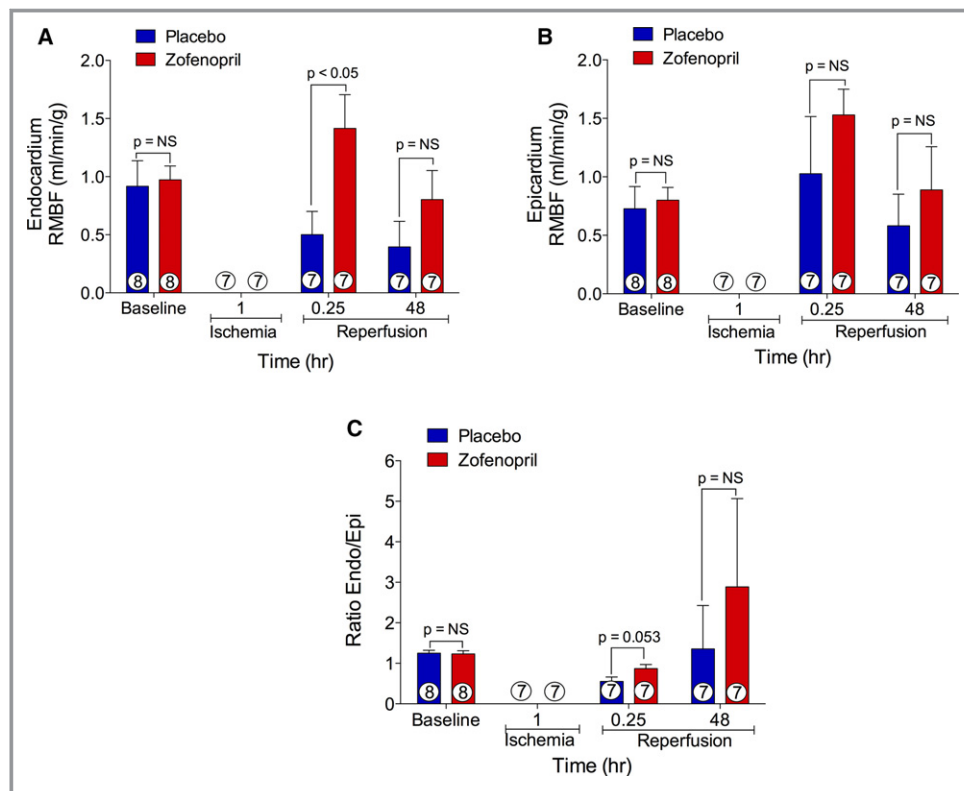 A
Placebo
Zofenopril
Endocardium
RMBF (ml/min/g)
2.0
1.5
1.0
0.5
0.0
p = NS
p < 0.05
p = NS
8 8 7 7 7 7 7 7
Baseline 1 0.25 48
Ischemia Reperfusion
Time (hr)
B
Placebo
Zofenopril
Epicardium
RMBF (ml/min/g)
2.0
1.5
1.0
0.5
0.0
p = NS
p = NS
p = NS
8 8 7 7 7 7 7 7
Baseline 1 0.25 48
Ischemia Reperfusion
Time (hr)
C
Placebo
Zofenopril
Ratio Endo/Epi
6
5
4
3
2
1
0
p = NS
p = 0.053
p = NS
8 8 7 7 7 7 7 7
Baseline 1 0.25 48
Ischemia Reperfusion
Time (hr)